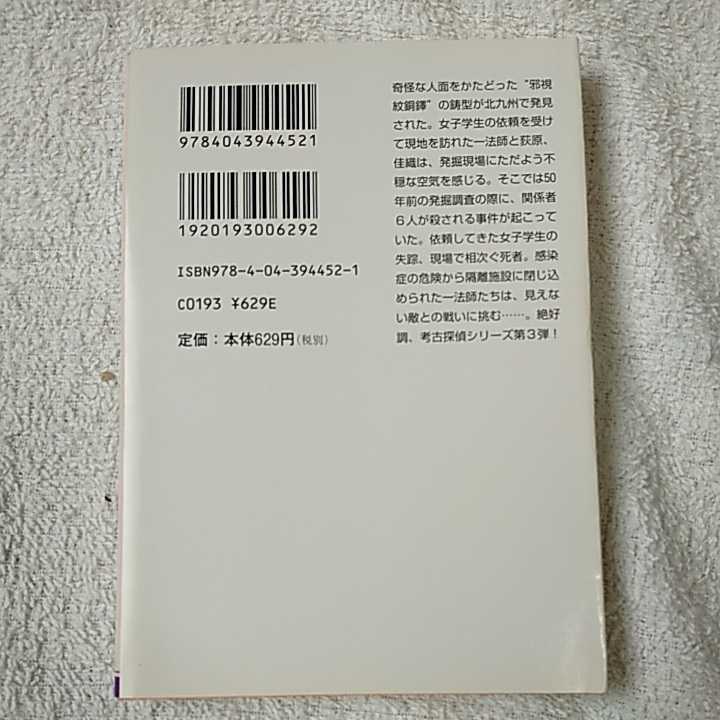 9784043944521
1920193006292
ISBN978-4-04-394452-1
C0193 ¥629E
定価：本体629円（税別）
奇怪な人面をかたどった“邪視
紋銅鐸”の鋳型が北九州で発見
された。女子学生の依頼を受け
て現地を訪れた一法師と荻原、
佳織は、発掘現場にただよう不
穏な空気を感じる。そこでは50
年前の発掘調査の際に、関係者
６人が殺される事件が起こって
いた。依頼してきた女子学生の
失踪、現場で相次ぐ死者。感染
症の危険から隔離施設に閉じ込
められた一法師たちは、見えない
敵との戦いに挑む……。絶好
調、考古探偵シリーズ第３弾！